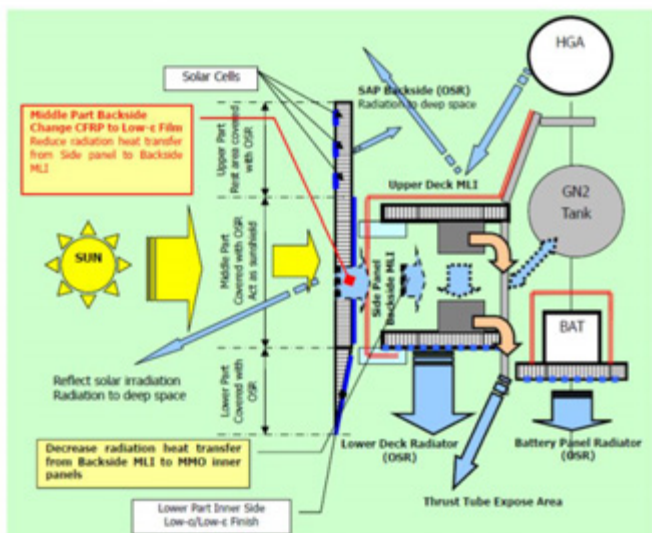 HGA
Solar Cells
SAP Backside (OSR)
Radiation to deep space
Middle Part Backside
Change CFRP to Low-ε Film
Reduce radiation heat transfer
from Side panel to Backside
MLI
Upper Part
Rest area covered
with OSR
Upper Deck MLI
GN2
Tank
SUN
Middle Part
Covered with OSR
Act as sunshield
Side Panel
Backside MLI
BAT
Reflect solar irradiation
Radiation to deep space
Lower Part
Covered with
OSR
Decrease radiation heat transfer
from Backside MLI to MMO inner
panels
Lower Deck Radiator
(OSR)
Battery Panel Radiator
(OSR)
Thrust Tube Expose Area
Lower Part Inner Side
Low-α/Low-ε Finish